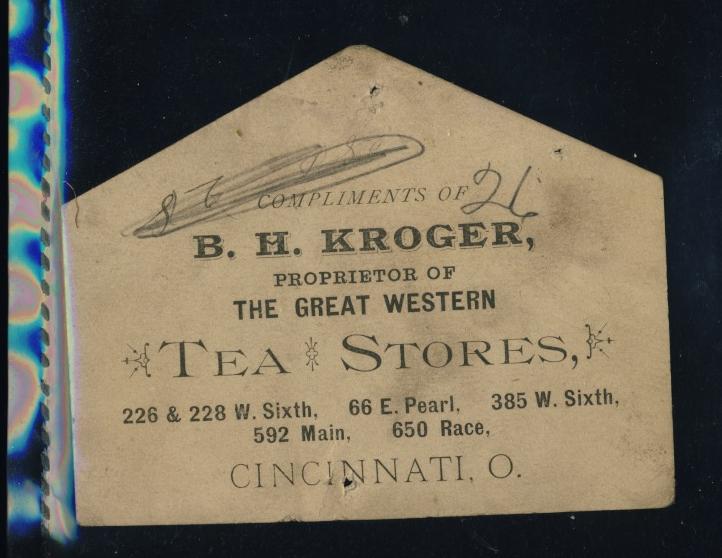 COMPLIMENTS OF 26
B. H. KROGER,
PROPRIETOR OF
THE GREAT WESTERN
TEA STORES,
226 & 228 W. Sixth, 66 E. Pearl, 385 W. Sixth,
592 Main, 650 Race,
CINCINNATI, O.